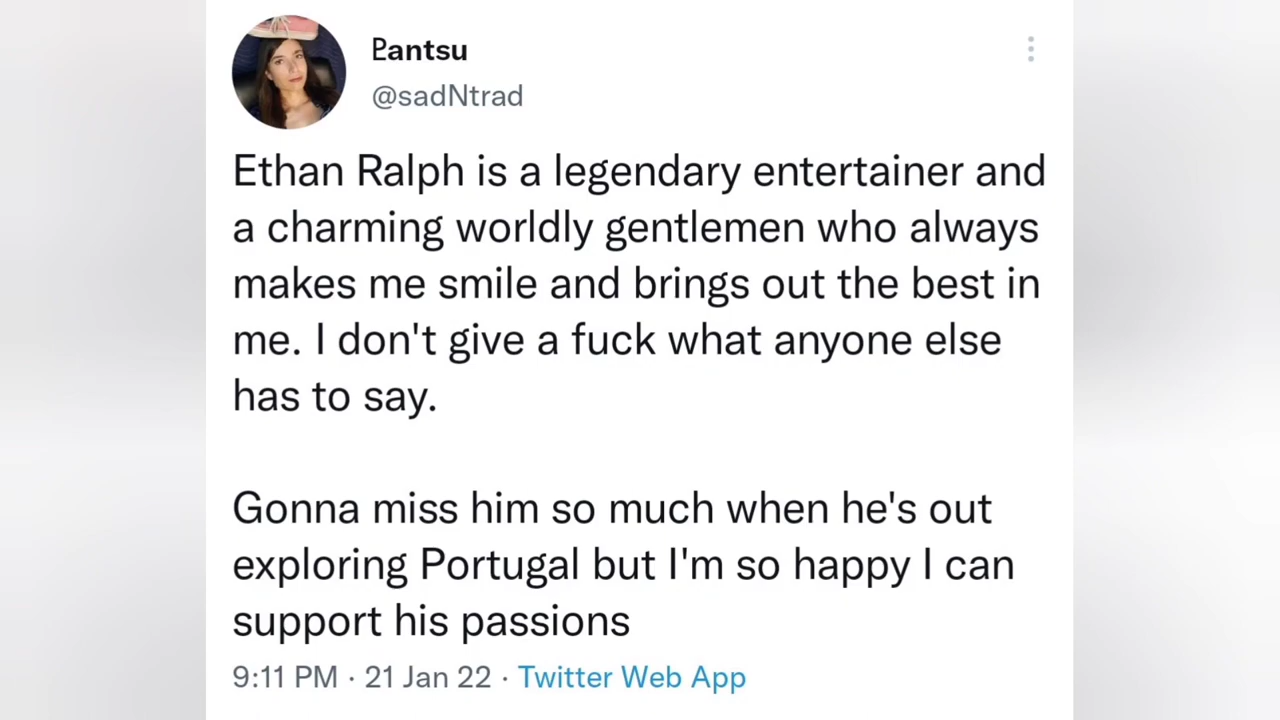 Pantsu
@sadNtrad
Ethan Ralph is a legendary entertainer and
a charming worldly gentlemen who always
makes me smile and brings out the best in
me. I don't give a fuck what anyone else
has to say.
Gonna miss him so much when he's out
exploring Portugal but I'm so happy I can
support his passions
9:11 PM · 21 Jan 22 · Twitter Web App